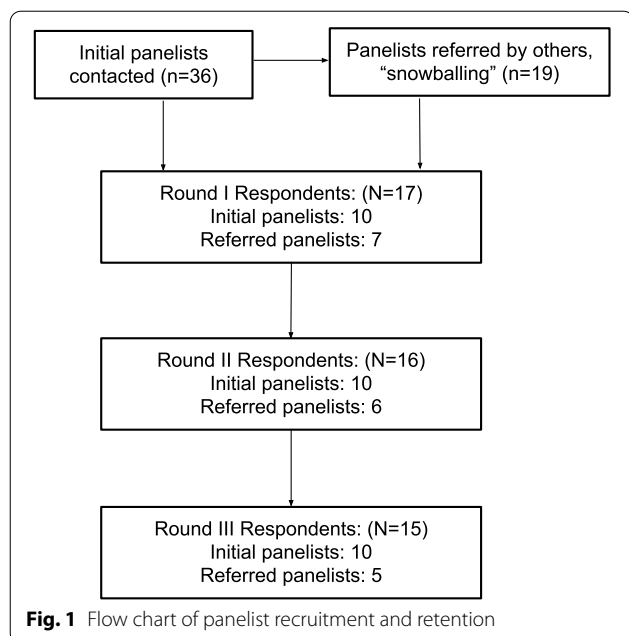 Initial panelists
contacted (n=36)
Panelists referred by others,
“snowballing” (n=19)
Round I Respondents: (N=17)
Initial panelists: 10
Referred panelists: 7
Round II Respondents: (N=16)
Initial panelists: 10
Referred panelists: 6
Round III Respondents: (N=15)
Initial panelists: 10
Referred panelists: 5
Fig. 1 Flow chart of panelist recruitment and retention